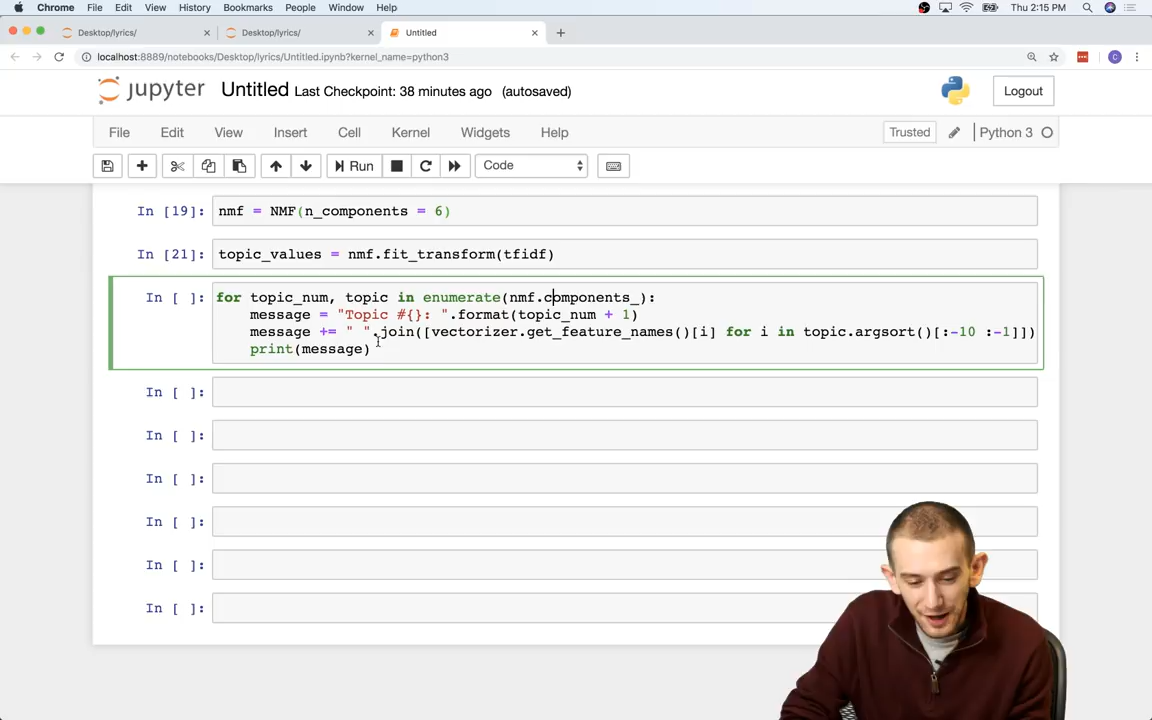 Chrome File Edit View History Bookmarks People Window Help Thu 2:15 PM
Desktop/lyrics/ Desktop/lyrics/ Untitled
localhost:8889/notebooks/Desktop/lyrics/Untitled.ipynb?kernel_name=python3
jupyter Untitled Last Checkpoint: 38 minutes ago (autosaved) Logout
File Edit View Insert Cell Kernel Widgets Help Trusted Python 3
Run Code
In [19]: nmf = NMF(n_components = 6)
In [21]: topic_values = nmf.fit_transform(tfidf)
In [ ]: for topic_num, topic in enumerate(nmf.components_):
message = "Topic #{}: ".format(topic_num + 1)
message += " ".join([vectorizer.get_feature_names()[i] for i in topic.argsort()[:-10 :-1]])
print(message)
In [ ]:
In [ ]:
In [ ]:
In [ ]:
In [ ]:
In [ ]: